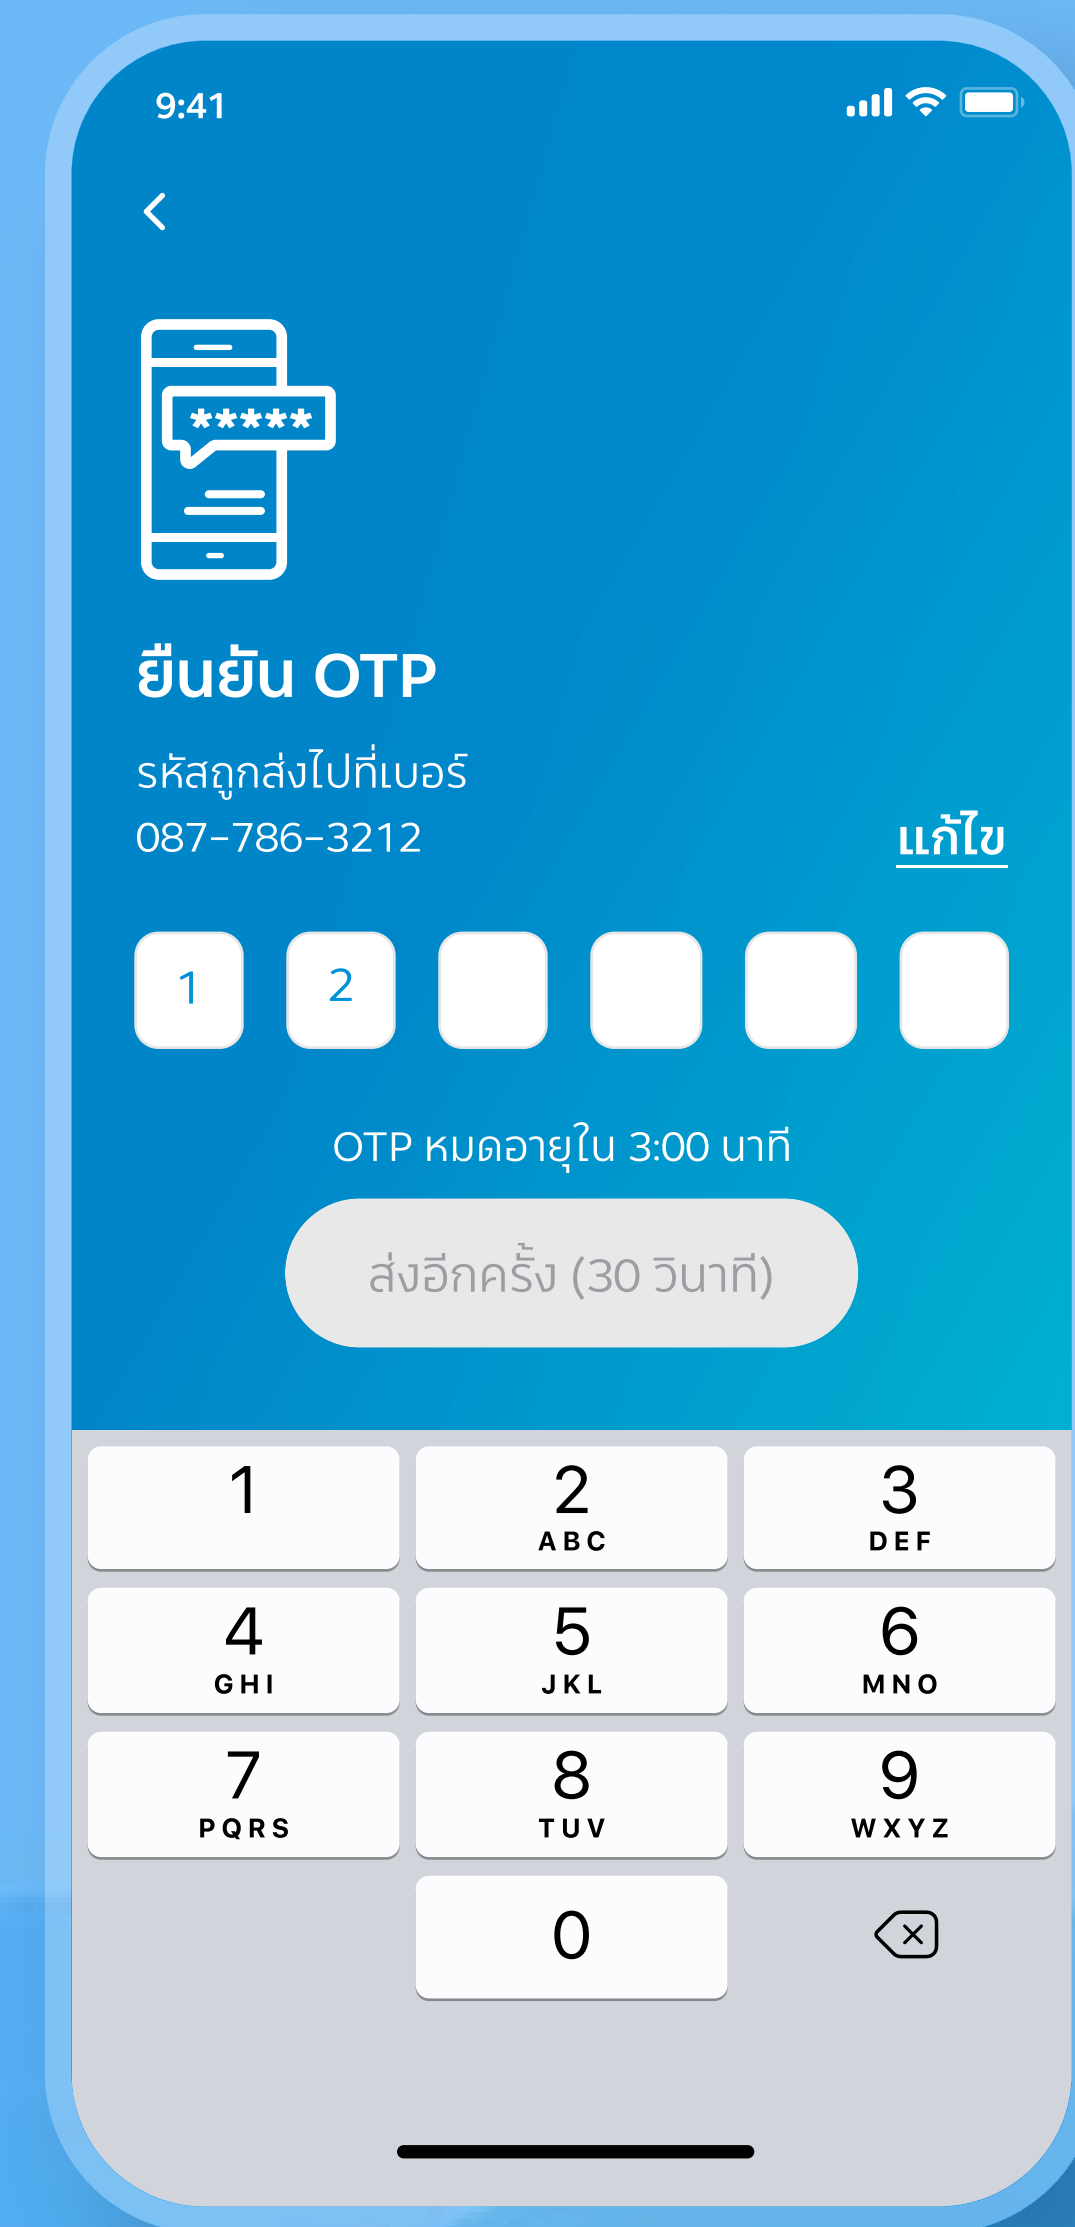 9:41
*****
ยืนยัน OTP
รหัสถูกส่งไปที่เบอร์
087-786-3212
แก้ไข
1 2
OTP หมดอายุใน 3:00 นาที
ส่งอีกครั้ง (30 วินาที)
1 2 3
ABC DEF
4 5 6
GHI JKL MNO
7 8 9
PQRS TUV WXYZ
0